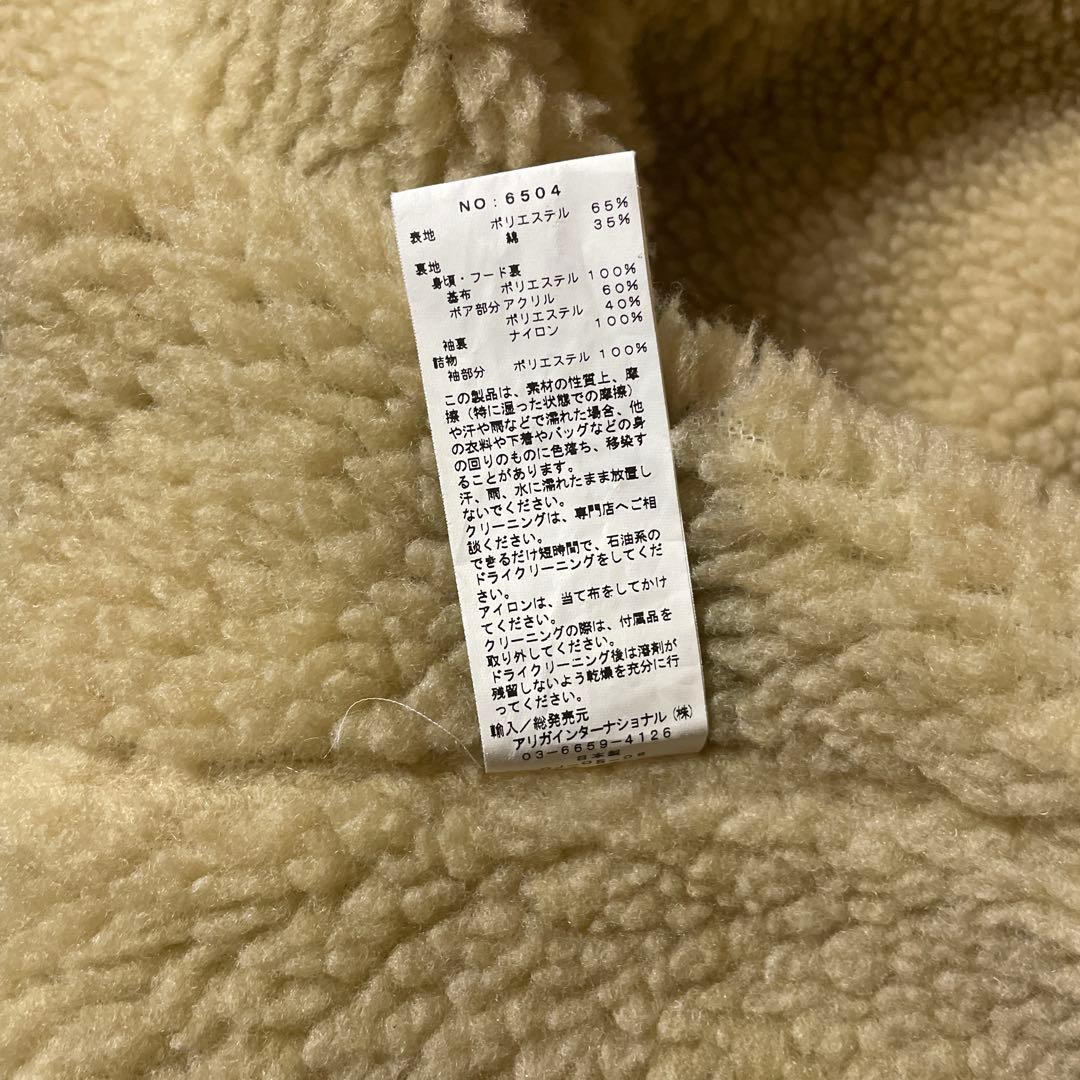 NO:6504
表地 ポリエステル 65%
綿 35%
裏地
身頃・フード裏
基布 ポリエステル 100%
ボア部分 アクリル 60%
ポリエステル 40%
袖裏 ナイロン 100%
詰物
袖部分 ポリエステル 100%
この製品は、素材の性質上、摩
擦（特に湿った状態での摩擦）
や汗や雨などで濡れた場合、他
の衣料や下着やバッグなどの身
の回りのものに色落ち、移染す
ることがあります。
汗、雨、水に濡れたまま放置し
ないでください。
クリーニングは、専門店へご相
談ください。
できるだけ短時間で、石油系の
ドライクリーニングをしてくだ
さい。
アイロンは、当て布をしてかけ
てください。
クリーニングの際は、付属品を
取り外してください。
ドライクリーニング後は溶剤が
残留しないよう乾燥を充分に行
ってください。
輸入／総発売元
アリガインターナショナル（株）
03-6659-4126
日本製